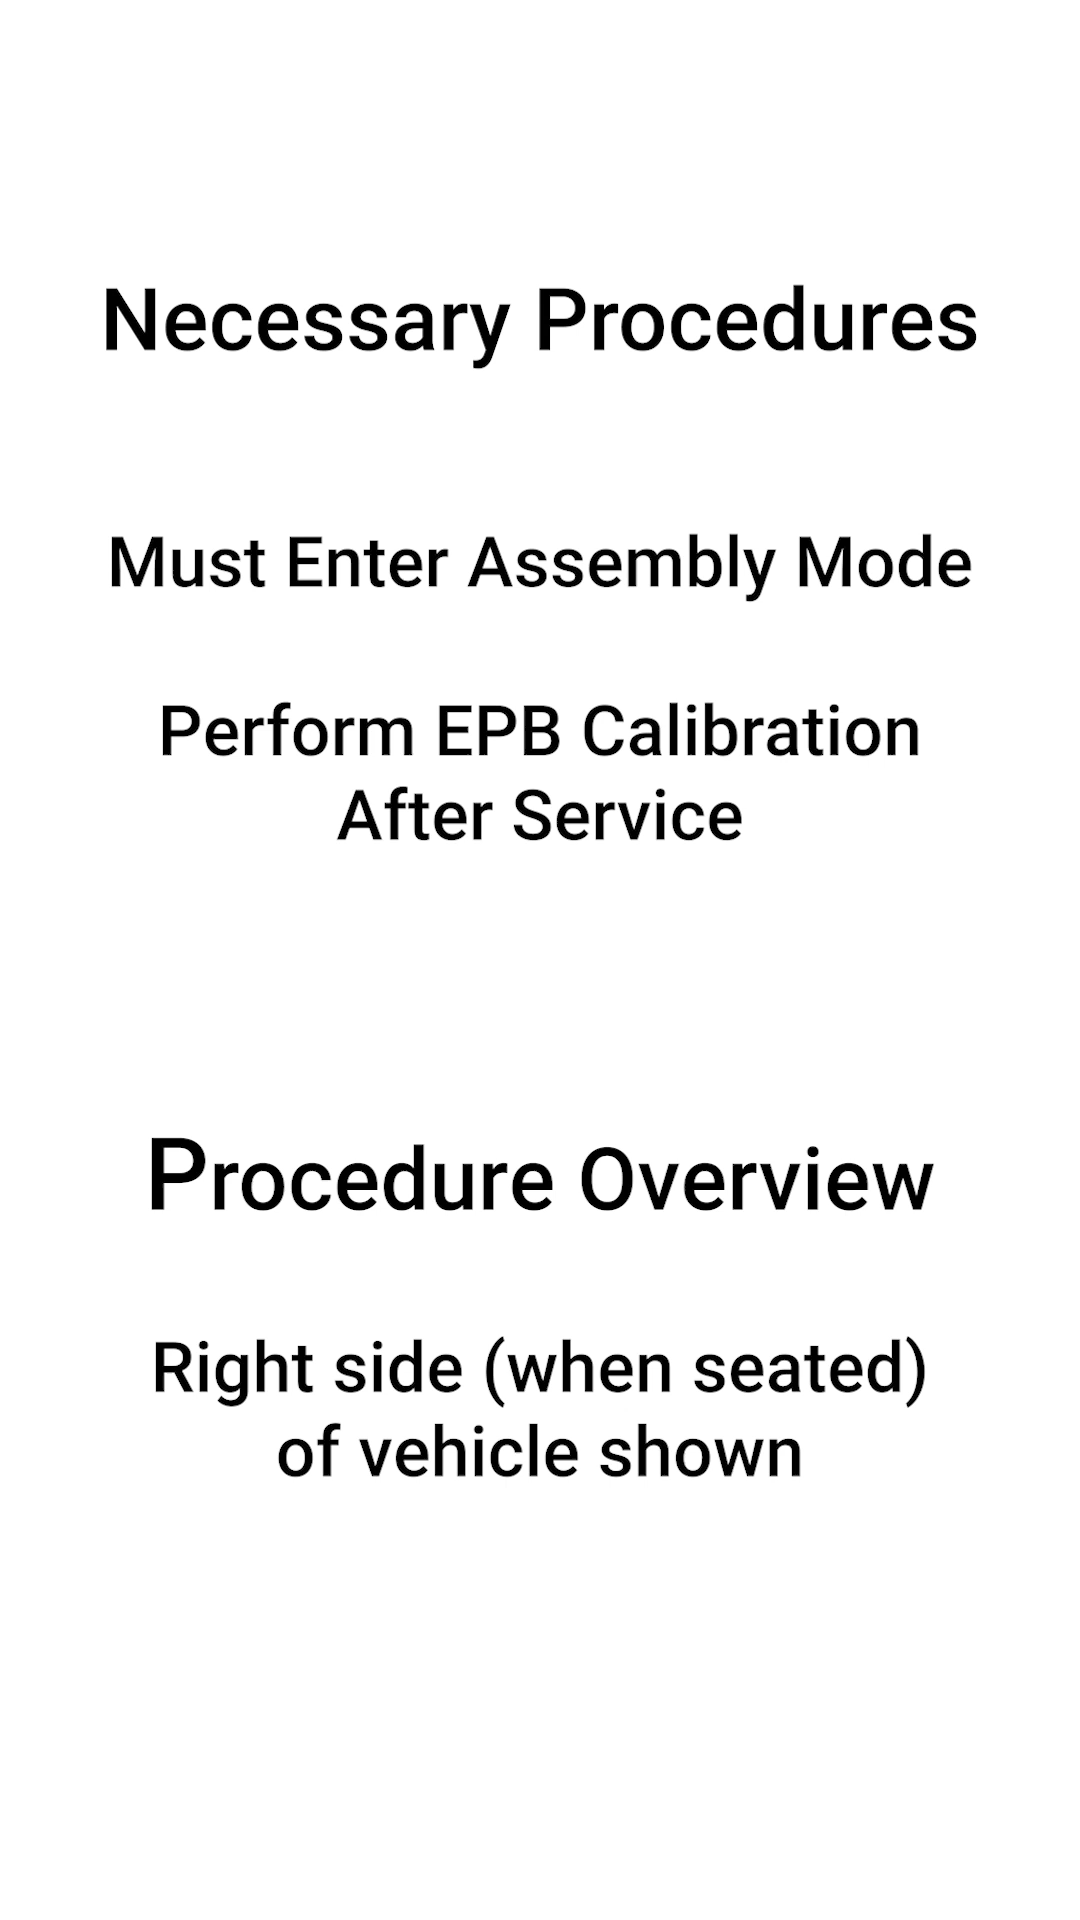 Necessary Procedures
Must Enter Assembly Mode
Perform EPB Calibration
After Service
Procedure Overview
Right side (when seated)
of vehicle shown